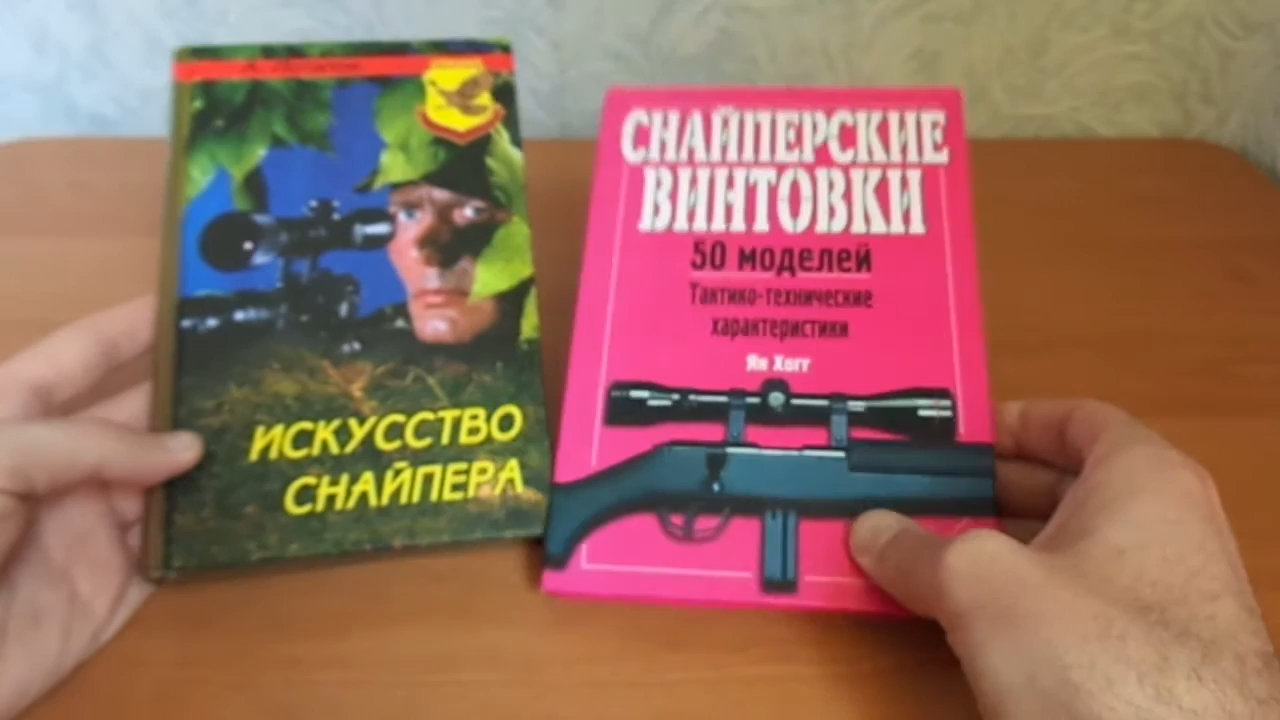 ИСКУССТВО
СНАЙПЕРА
СНАЙПЕРСКИЕ
ВИНТОВКИ
50 моделей
Тактико-технические
характеристики
Ян Хогг